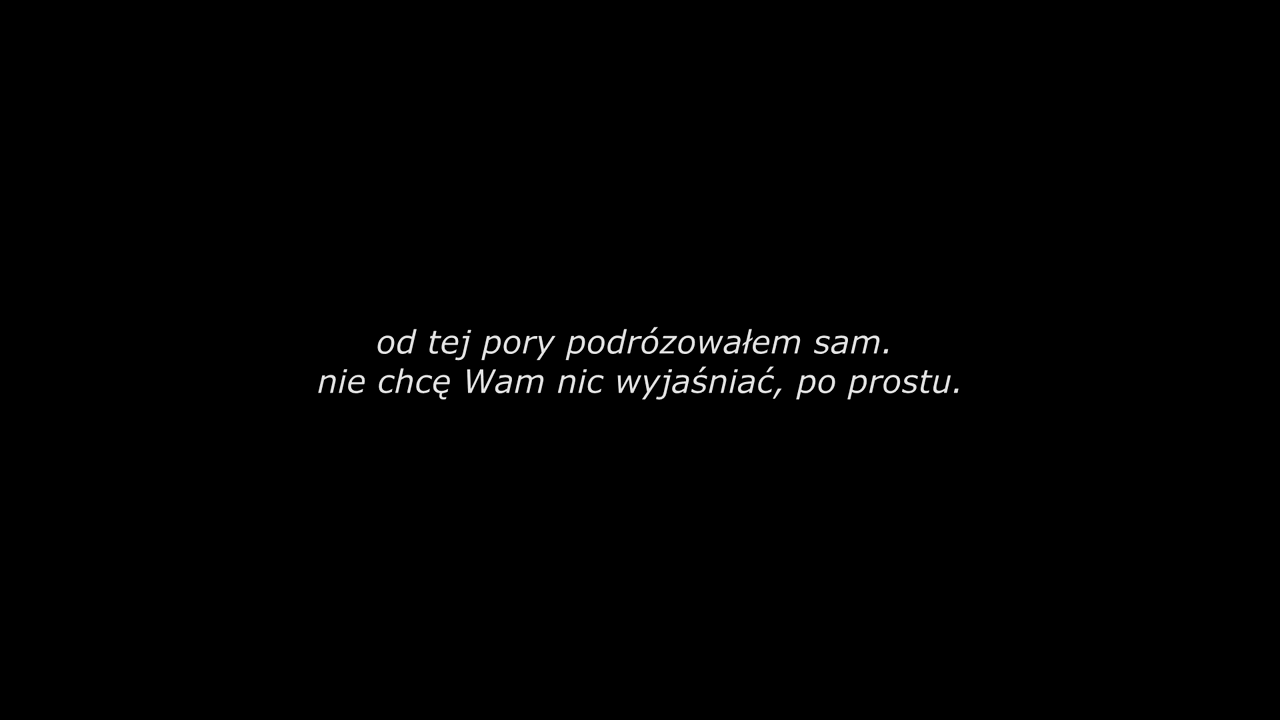 od tej pory podrózowałem sam.
nie chcę Wam nic wyjaśniać, po prostu.